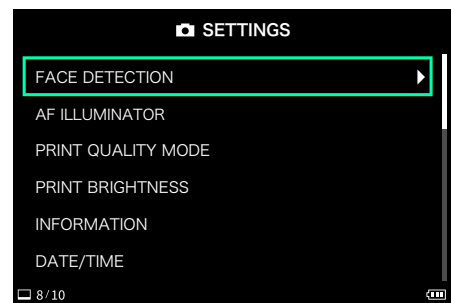 SETTINGS
FACE DETECTION
AF ILLUMINATOR
PRINT QUALITY MODE
PRINT BRIGHTNESS
INFORMATION
DATE/TIME
8/10